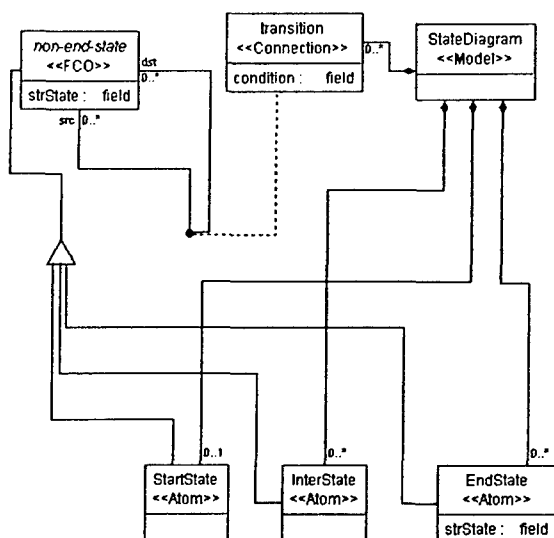 non-end-state
<<FCO>>
strState : field
dst
0..*
src 0..*
transition
<<Connection>>
condition : field
0..*
StateDiagram
<<Model>>
0..1
StartState
<<Atom>>
0..*
InterState
<<Atom>>
0..*
EndState
<<Atom>>
strState : field